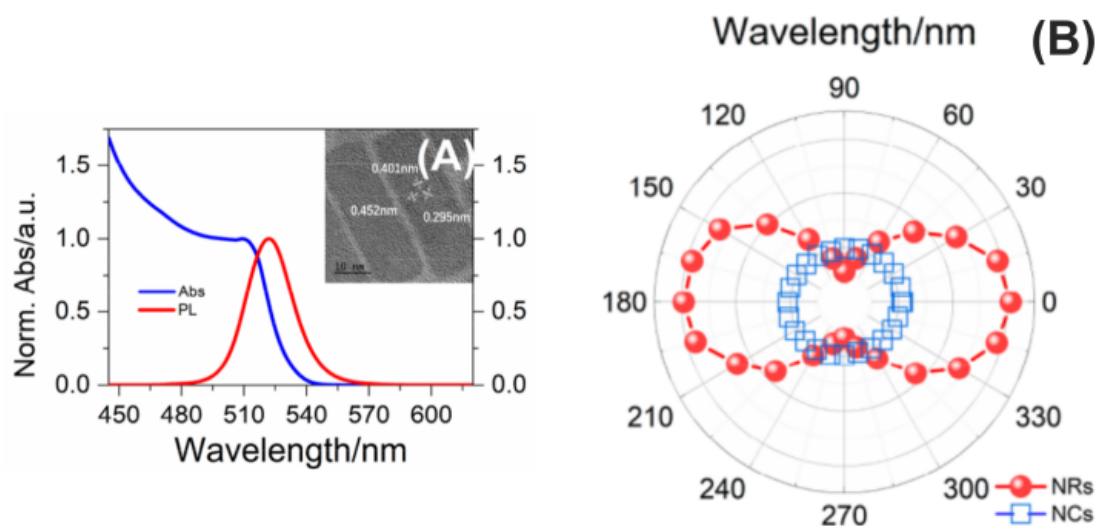 Wavelength/nm (B)
(A)
0.401nm
0.452nm
0.295nm
10 nm
Norm. Abs/a.u.
1.5 1.5
1.0 1.0
0.5 0.5
0.0 0.0
Abs
PL
450 480 510 540 570 600
Wavelength/nm
90
120 60
150 30
180 0
210 330
240 300
270
NRs
NCs